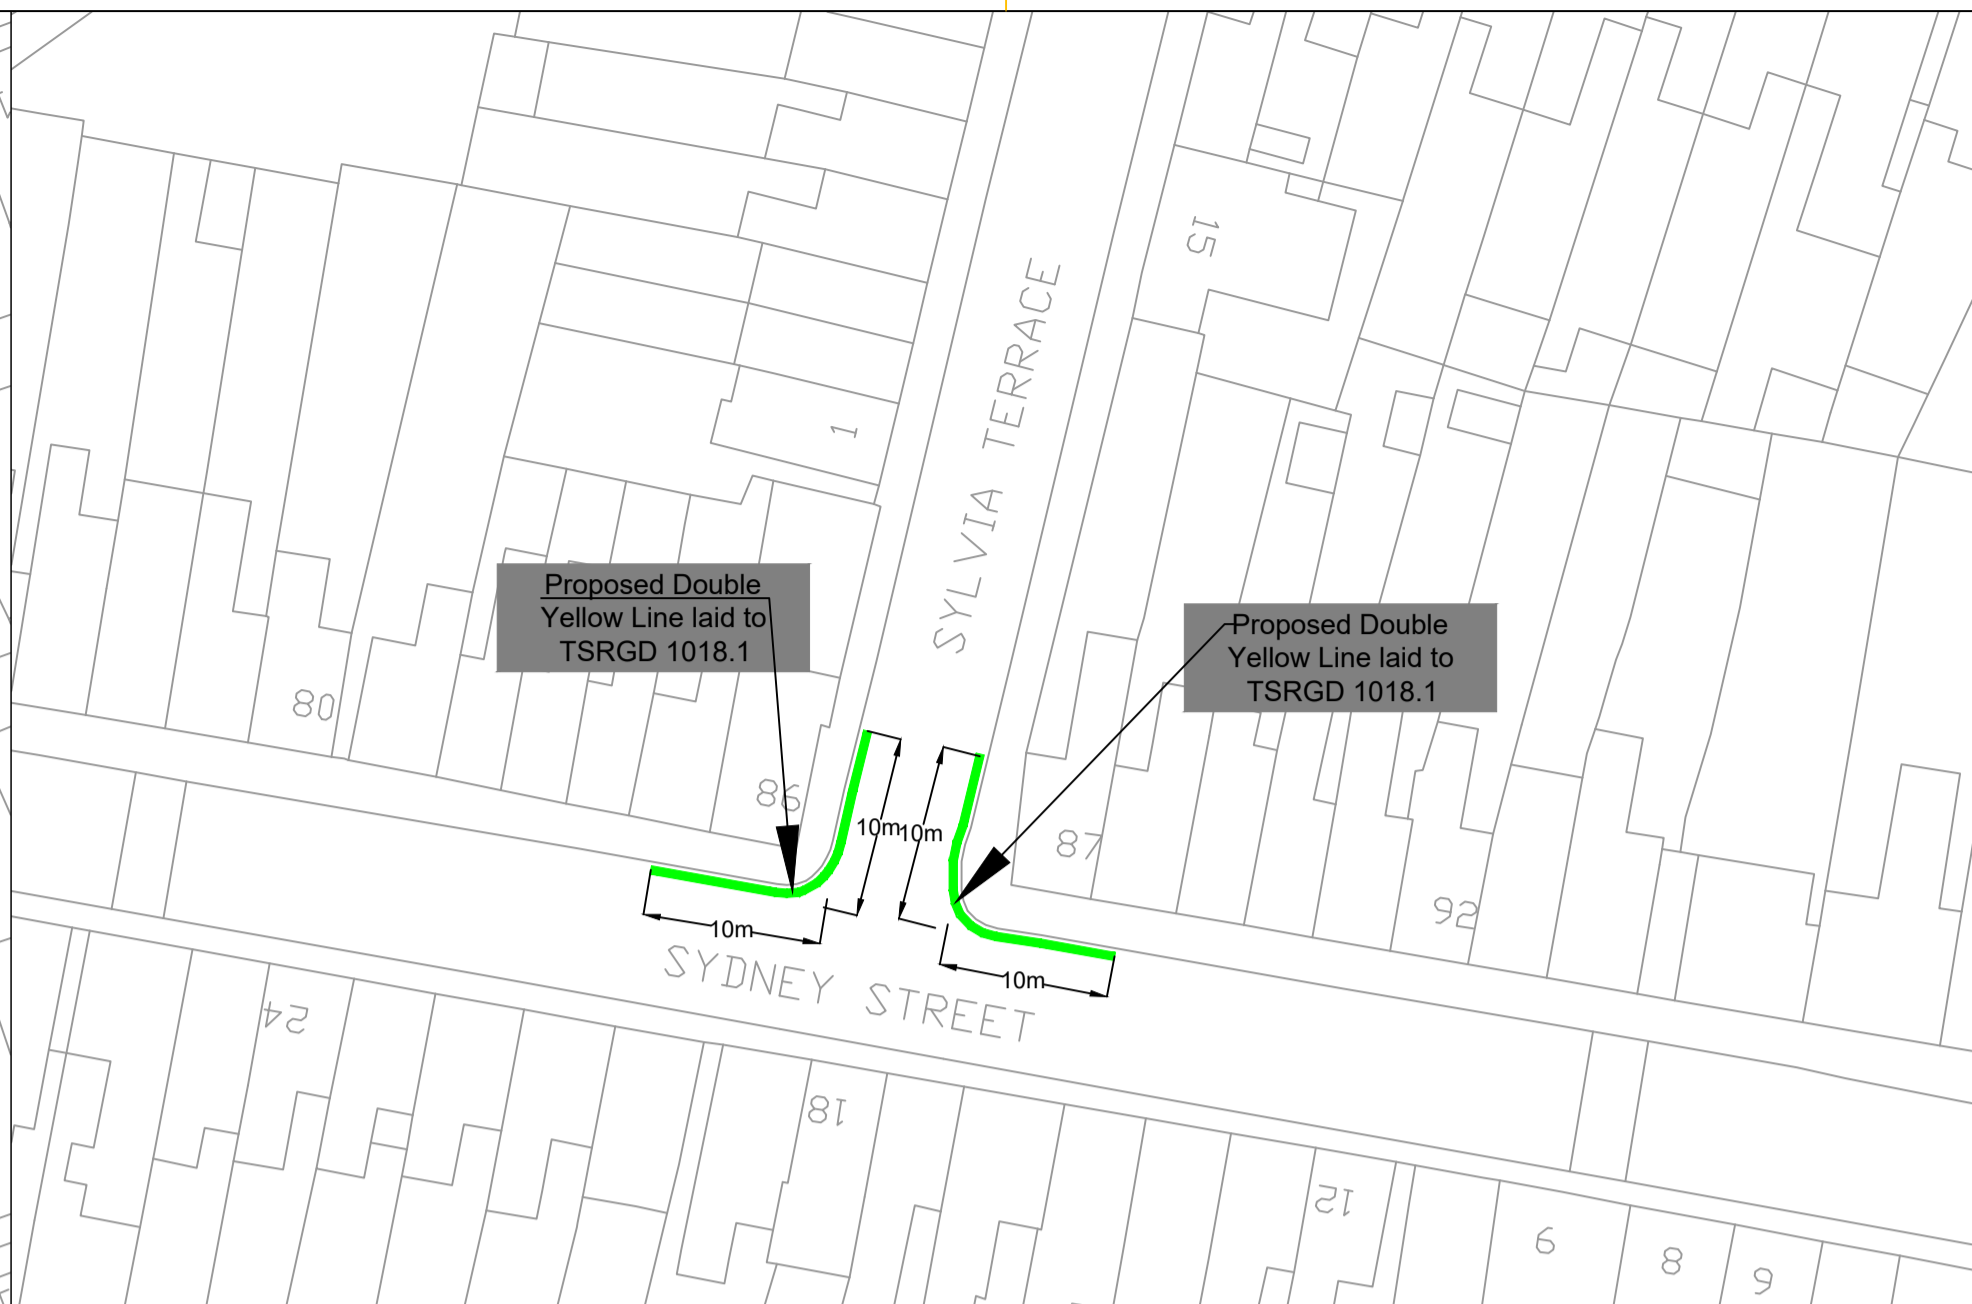 15
SYLVIA TERRACE
1
Proposed Double
Yellow Line laid to
TSRGD 1018.1
Proposed Double
Yellow Line laid to
TSRGD 1018.1
80
86
10m
10m
87
92
10m
10m
SYDNEY STREET
24
18
12
9
8
6